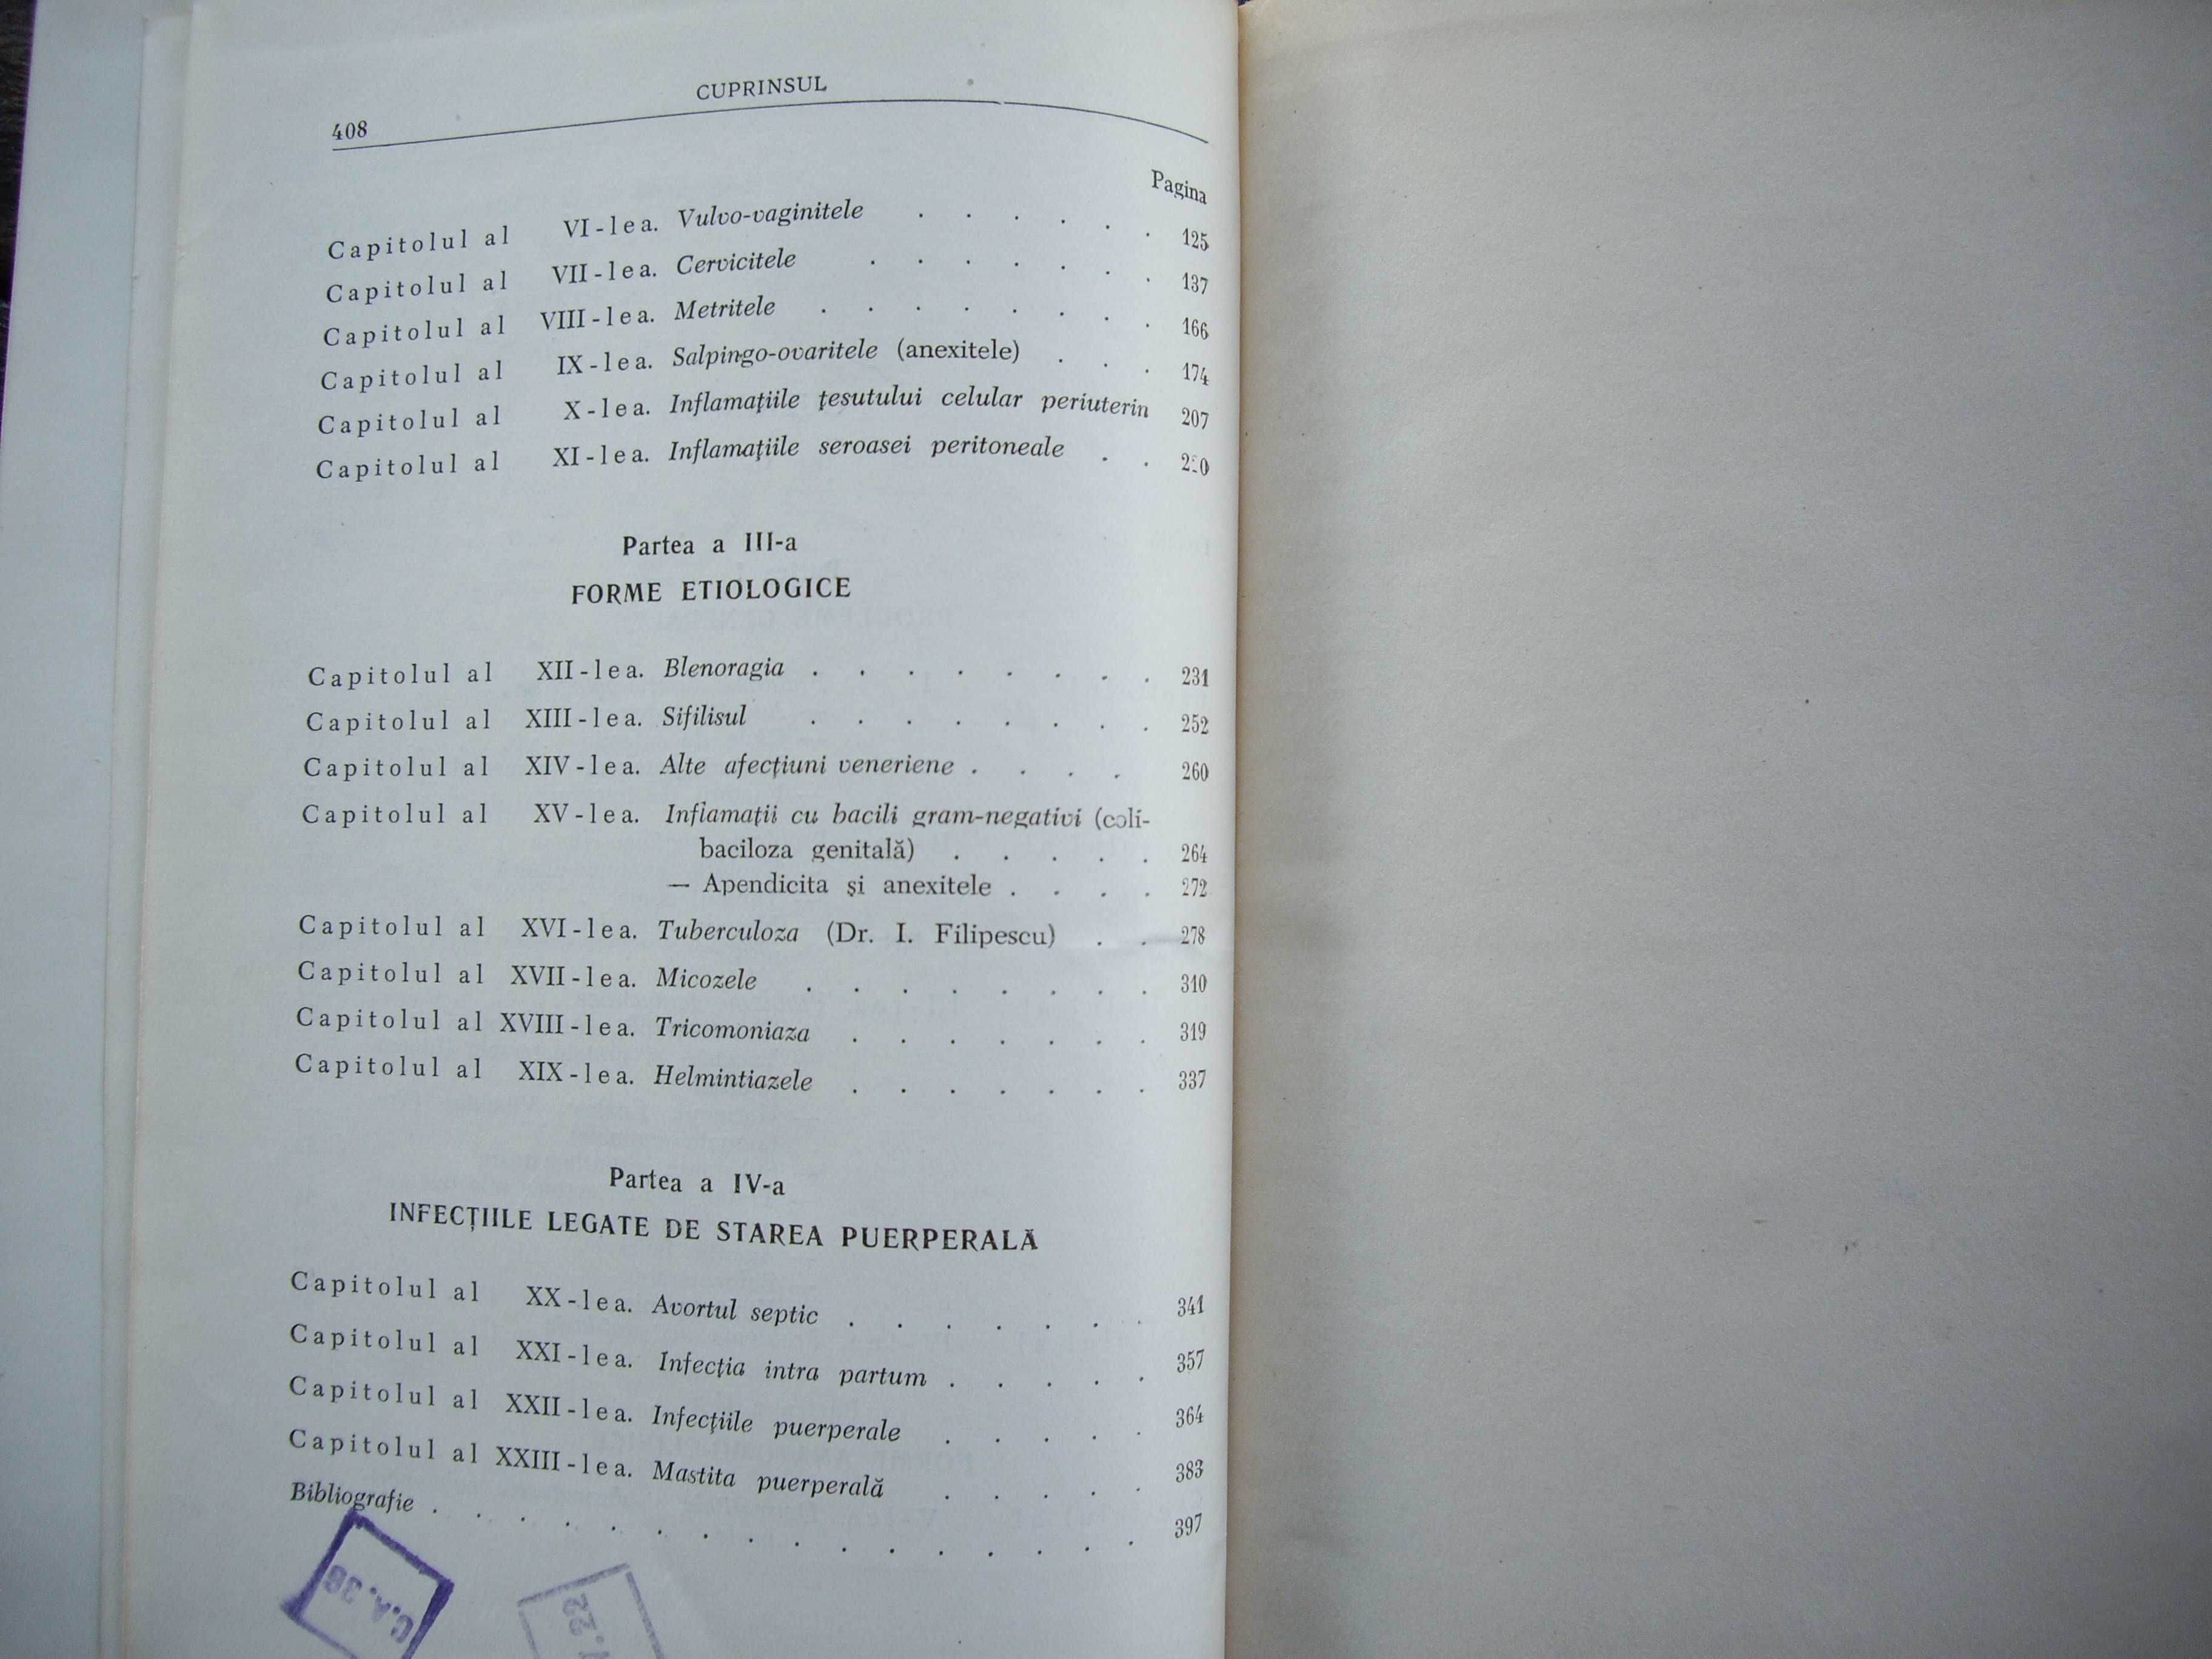 408
CUPRINSUL
Pagina
Capitolul al VI-lea. Vulvo-vaginitele . . . . . . 125
Capitolul al VII-lea. Cervicitele . . . . . . . 137
Capitolul al VIII-lea. Metritele . . . . . . . . 166
Capitolul al IX-lea. Salpingo-ovaritele (anexitele) . . . 174
Capitolul al X-lea. Inflamațiile țesutului celular periuterin 207
Capitolul al XI-lea. Inflamațiile seroasei peritoneale . .
Partea a III-a
FORME ETIOLOGICE
Capitolul al XII-lea. Blenoragia . . . . . . . . 231
Capitolul al XIII-lea. Sifilisul . . . . . . . . 252
Capitolul al XIV-lea. Alte afecțiuni veneriene . . . . 260
Capitolul al XV-lea. Inflamații cu bacili gram-negativi (coli-
baciloza genitală) . . . . . 264
— Apendicita și anexitele . . . . 272
Capitolul al XVI-lea. Tuberculoza (Dr. I. Filipescu) . . 278
Capitolul al XVII-lea. Micozele . . . . . . . . 310
Capitolul al XVIII-lea. Tricomoniaza . . . . . . . 319
Capitolul al XIX-lea. Helmintiazele . . . . . . . 337
Partea a IV-a
INFECȚIILE LEGATE DE STAREA PUERPERALĂ
Capitolul al XX-lea. Avortul septic . . . . . . . 341
Capitolul al XXI-lea. Infecția intra partum . . . . . 357
Capitolul al XXII-lea. Infecțiile puerperale . . . . . 364
Capitolul al XXIII-lea. Mastita puerperală . . . . . 383
Bibliografie . . . . . . . . . . . . . . . . 397
C.A. 36
22